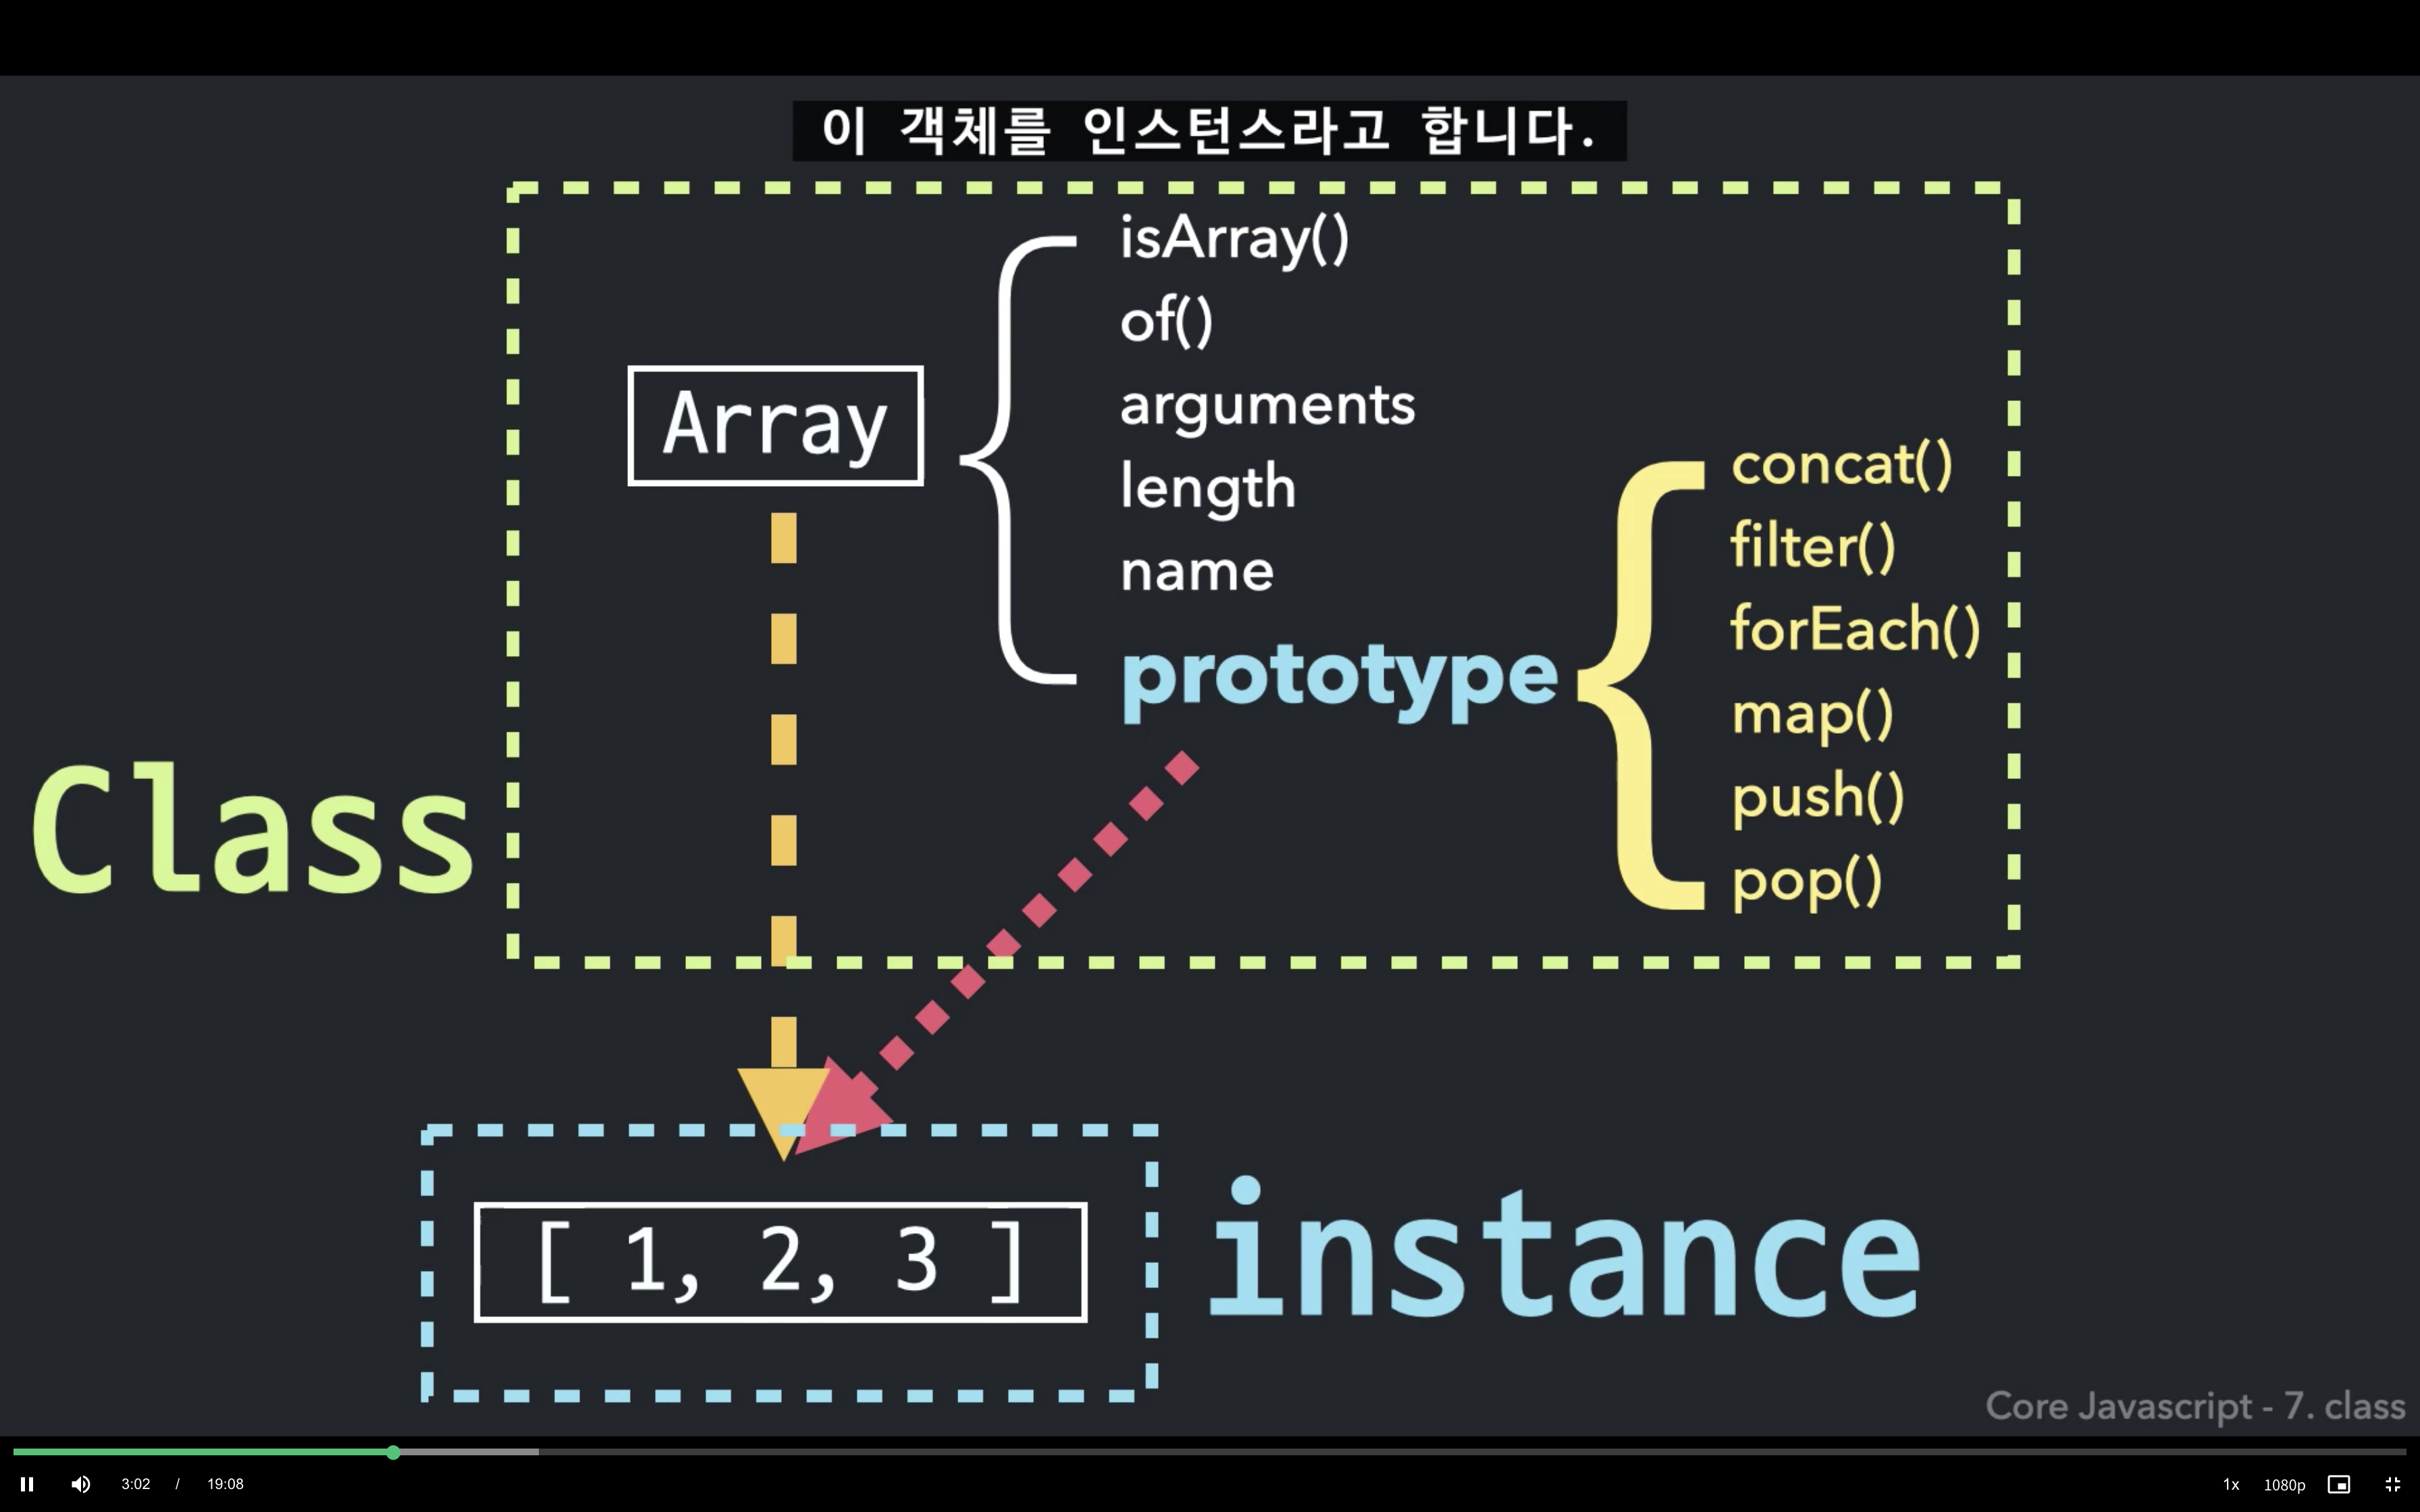 이 객체를 인스턴스라고 합니다.
isArray()
of()
Array
arguments
length
name
prototype
concat()
filter()
forEach()
map()
push()
pop()
Class
[ 1, 2, 3 ]
instance
Core Javascript - 7. class
3:02 / 19:08
1x 1080p